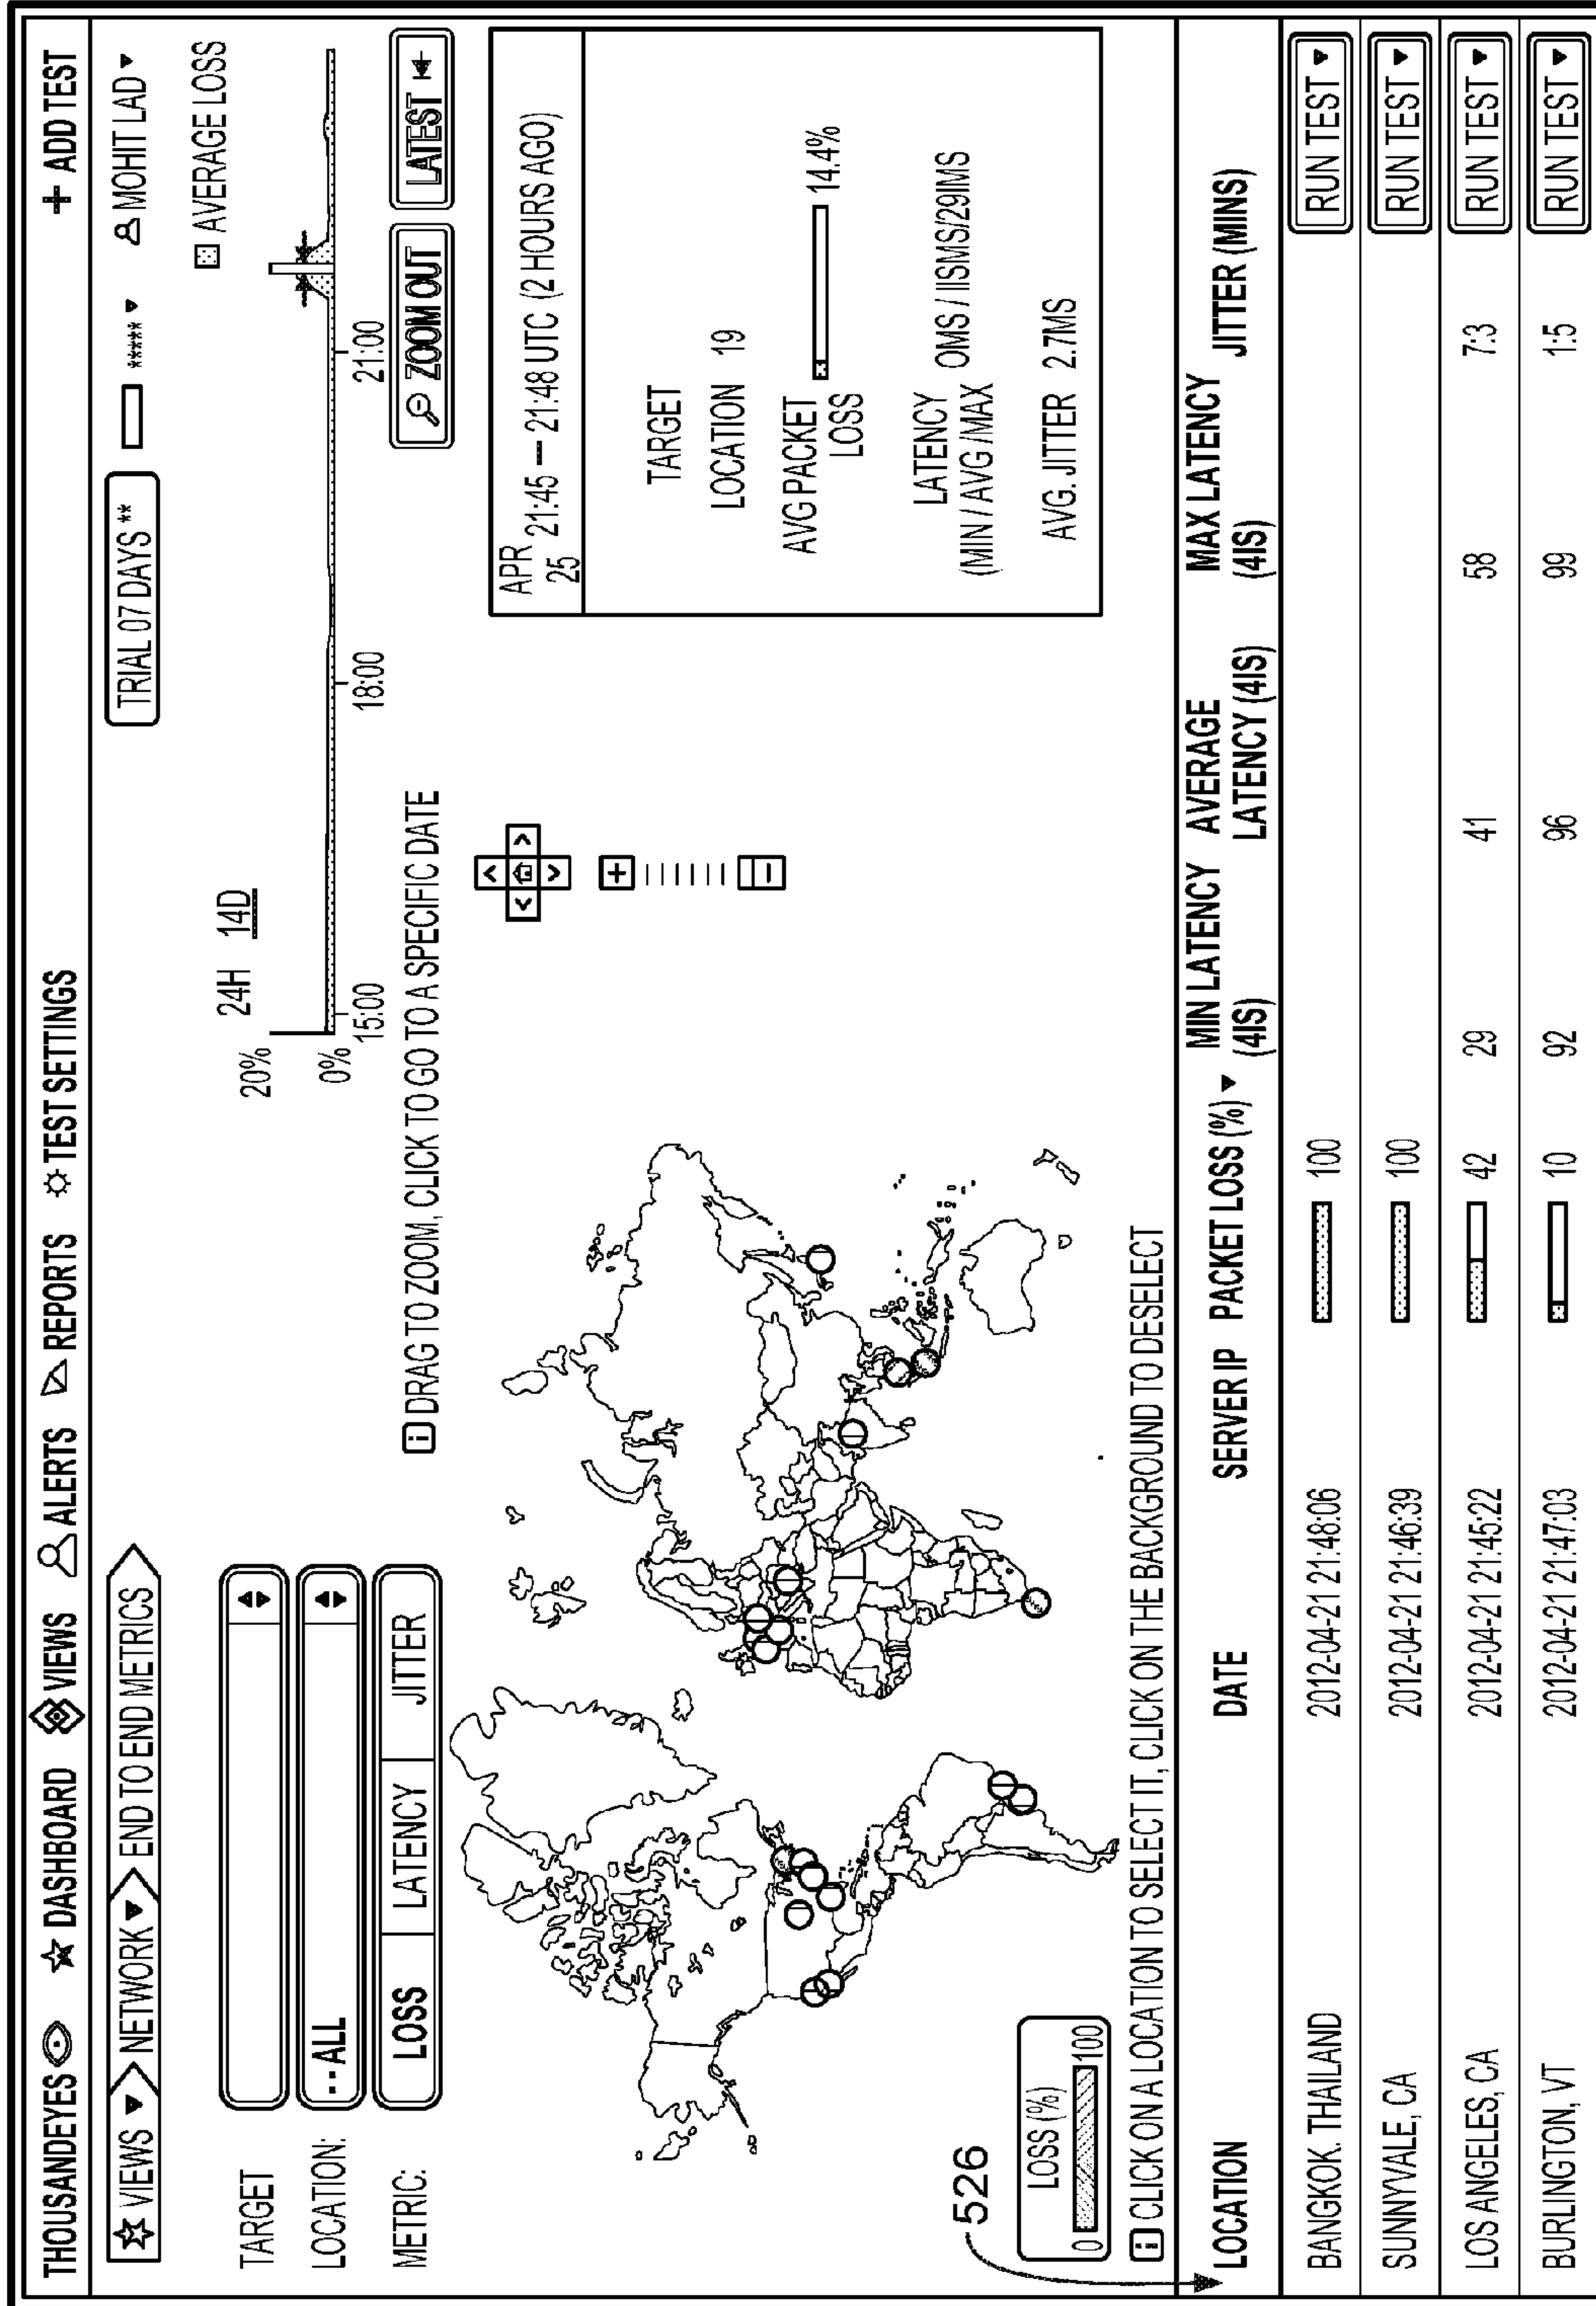 THOUSANDEYES ★ DASHBOARD VIEWS ALERTS REPORTS TEST SETTINGS + ADD TEST
VIEWS ▼ NETWORK ▼ END TO END METRICS TRIAL 07 DAYS ** ***** ▼ MOHIT LAD ▼
TARGET
LOCATION: --ALL
METRIC: LOSS LATENCY JITTER
24H 14D
AVERAGE LOSS
20%
0%
15:00 18:00 21:00
i DRAG TO ZOOM, CLICK TO GO TO A SPECIFIC DATE
ZOOM OUT LATEST
APR
25 21:45 — 21:48 UTC (2 HOURS AGO)
TARGET
LOCATION 19
AVG PACKET
LOSS 14.4%
LATENCY
(MIN / AVG /MAX OMS / IISMS/29IMS
AVG. JITTER 2.7MS
526
LOSS (%)
0 100
i CLICK ON A LOCATION TO SELECT IT, CLICK ON THE BACKGROUND TO DESELECT
LOCATION DATE SERVER IP PACKET LOSS (%) ▼ MIN LATENCY (4IS) AVERAGE LATENCY (4IS) MAX LATENCY (4IS) JITTER (MINS)
BANGKOK. THAILAND 2012-04-21 21:48:06 100 RUN TEST ▼
SUNNYVALE, CA 2012-04-21 21:46:39 100 RUN TEST ▼
LOS ANGELES, CA 2012-04-21 21:45:22 42 29 41 58 7:3 RUN TEST ▼
BURLINGTON, VT 2012-04-21 21:47:03 10 92 96 99 1:5 RUN TEST ▼